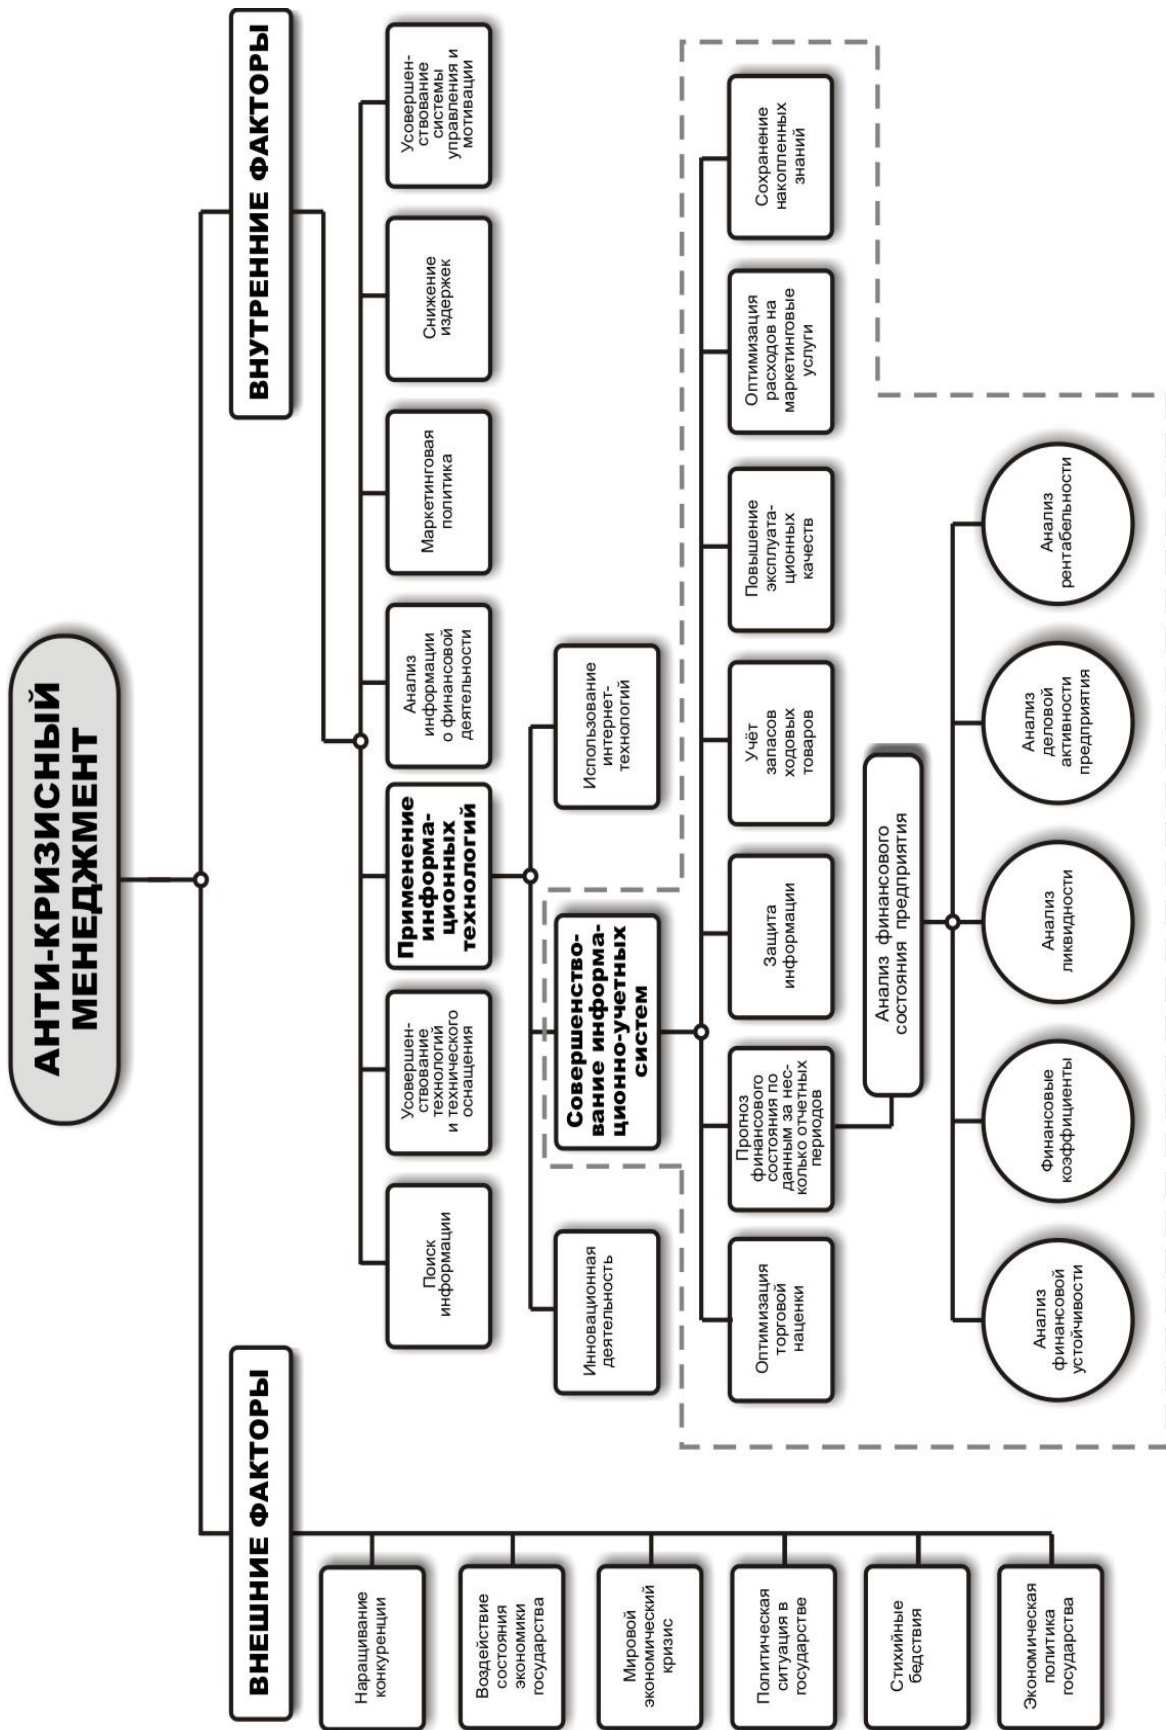 АНТИ-КРИЗИСНЫЙ
МЕНЕДЖМЕНТ
ВНЕШНИЕ ФАКТОРЫ
ВНУТРЕННИЕ ФАКТОРЫ
Наращивание
конкуренции
Воздействие
состояния
экономики
государства
Мировой
экономический
кризис
Политическая
ситуация в
государстве
Стихийные
бедствия
Экономическая
политика
государства
Поиск
информации
Усовершен-
ствование
технологий
и технического
оснащения
Применение
информа-
ционных
технологий
Анализ
информации
о финансовой
деятельности
Маркетинговая
политика
Снижение
издержек
Усовершен-
ствование
системы
управления и
мотивации
Инновационная
деятельность
Совершенство-
вание информа-
ционно-учетных
систем
Использование
интернет-
технологий
Оптимизация
торговой
наценки
Прогноз
финансового
состояния по
данным за нес-
колько отчетных
периодов
Защита
информации
Учёт
запасов
ходовых
товаров
Повышение
эксплуата-
ционных
качеств
Оптимизация
расходов на
маркетинговые
услуги
Сохранение
накопленных
знаний
Анализ финансового
состояния предприятия
Анализ
финансовой
устойчивости
Финансовые
коэффициенты
Анализ
ликвидности
Анализ
деловой
активности
предприятия
Анализ
рентабельности